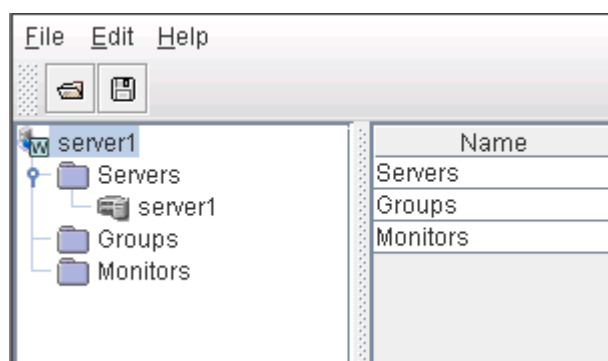 File Edit Help
server1
Servers
server1
Groups
Monitors
Name
Servers
Groups
Monitors